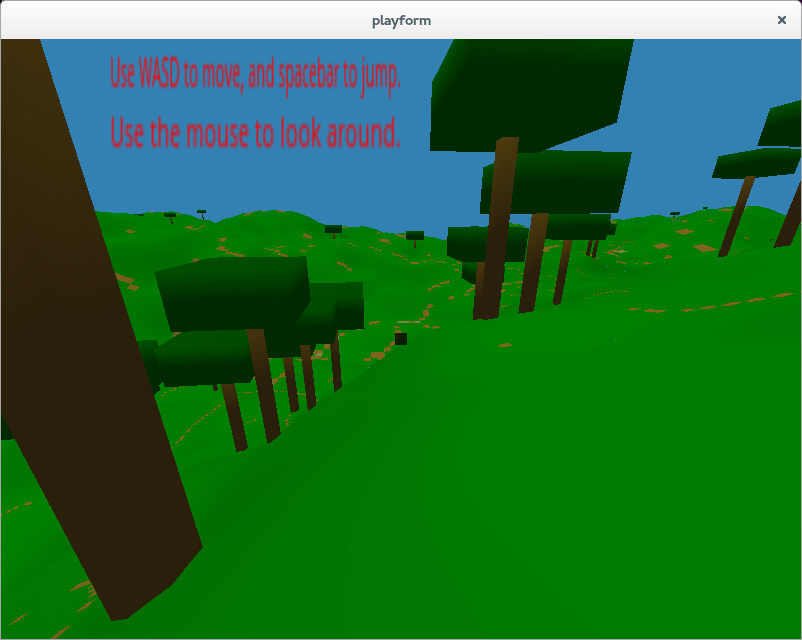 playform
Use WASD to move, and spacebar to jump.
Use the mouse to look around.